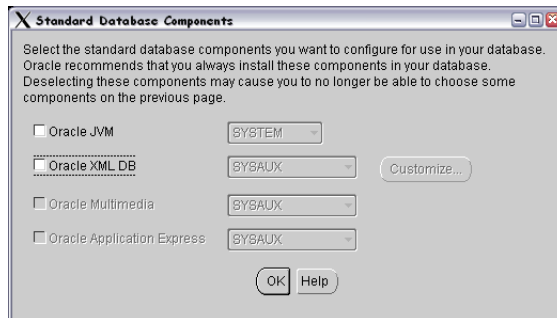 Standard Database Components
Select the standard database components you want to configure for use in your database.
Oracle recommends that you always install these components in your database.
Deselecting these components may cause you to no longer be able to choose some
components on the previous page.
Oracle JVM SYSTEM
Oracle XML DB SYSAUX Customize...
Oracle Multimedia SYSAUX
Oracle Application Express SYSAUX
OK Help